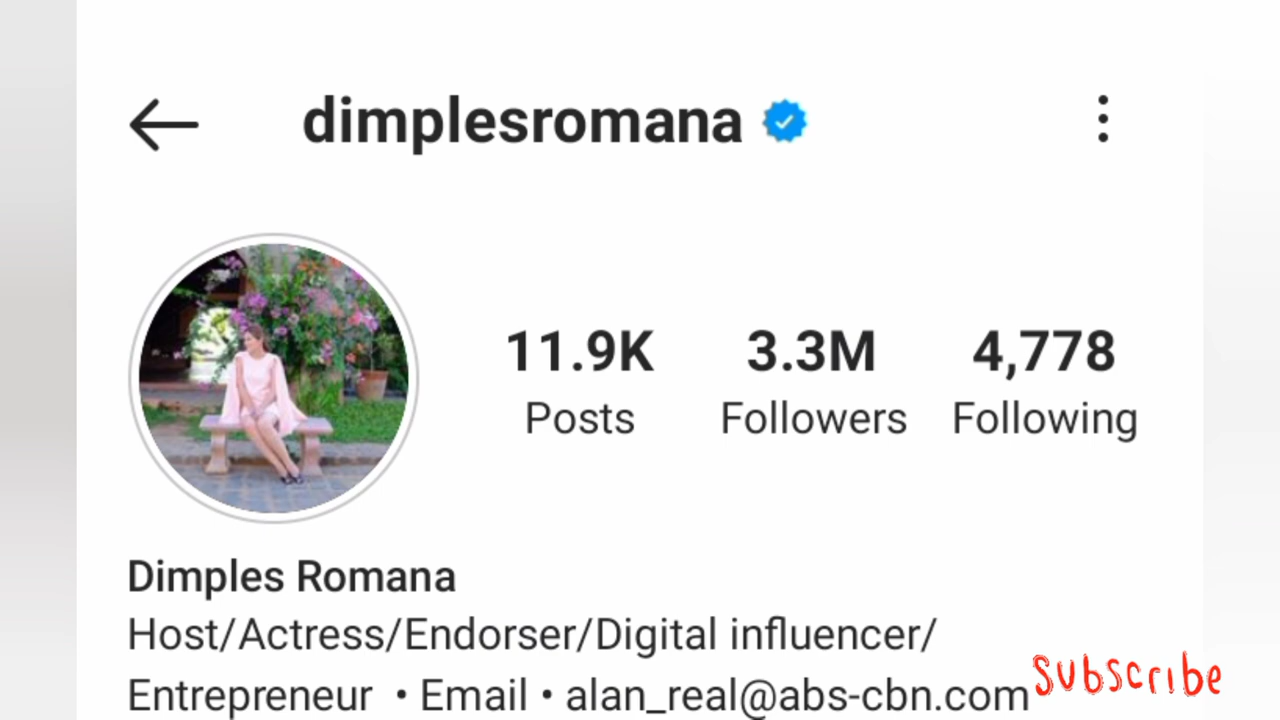 dimplesromana
11.9K 3.3M 4,778
Posts Followers Following
Dimples Romana
Host/Actress/Endorser/Digital influencer/
Entrepreneur • Email • alan_real@abs-cbn.com
Subscribe